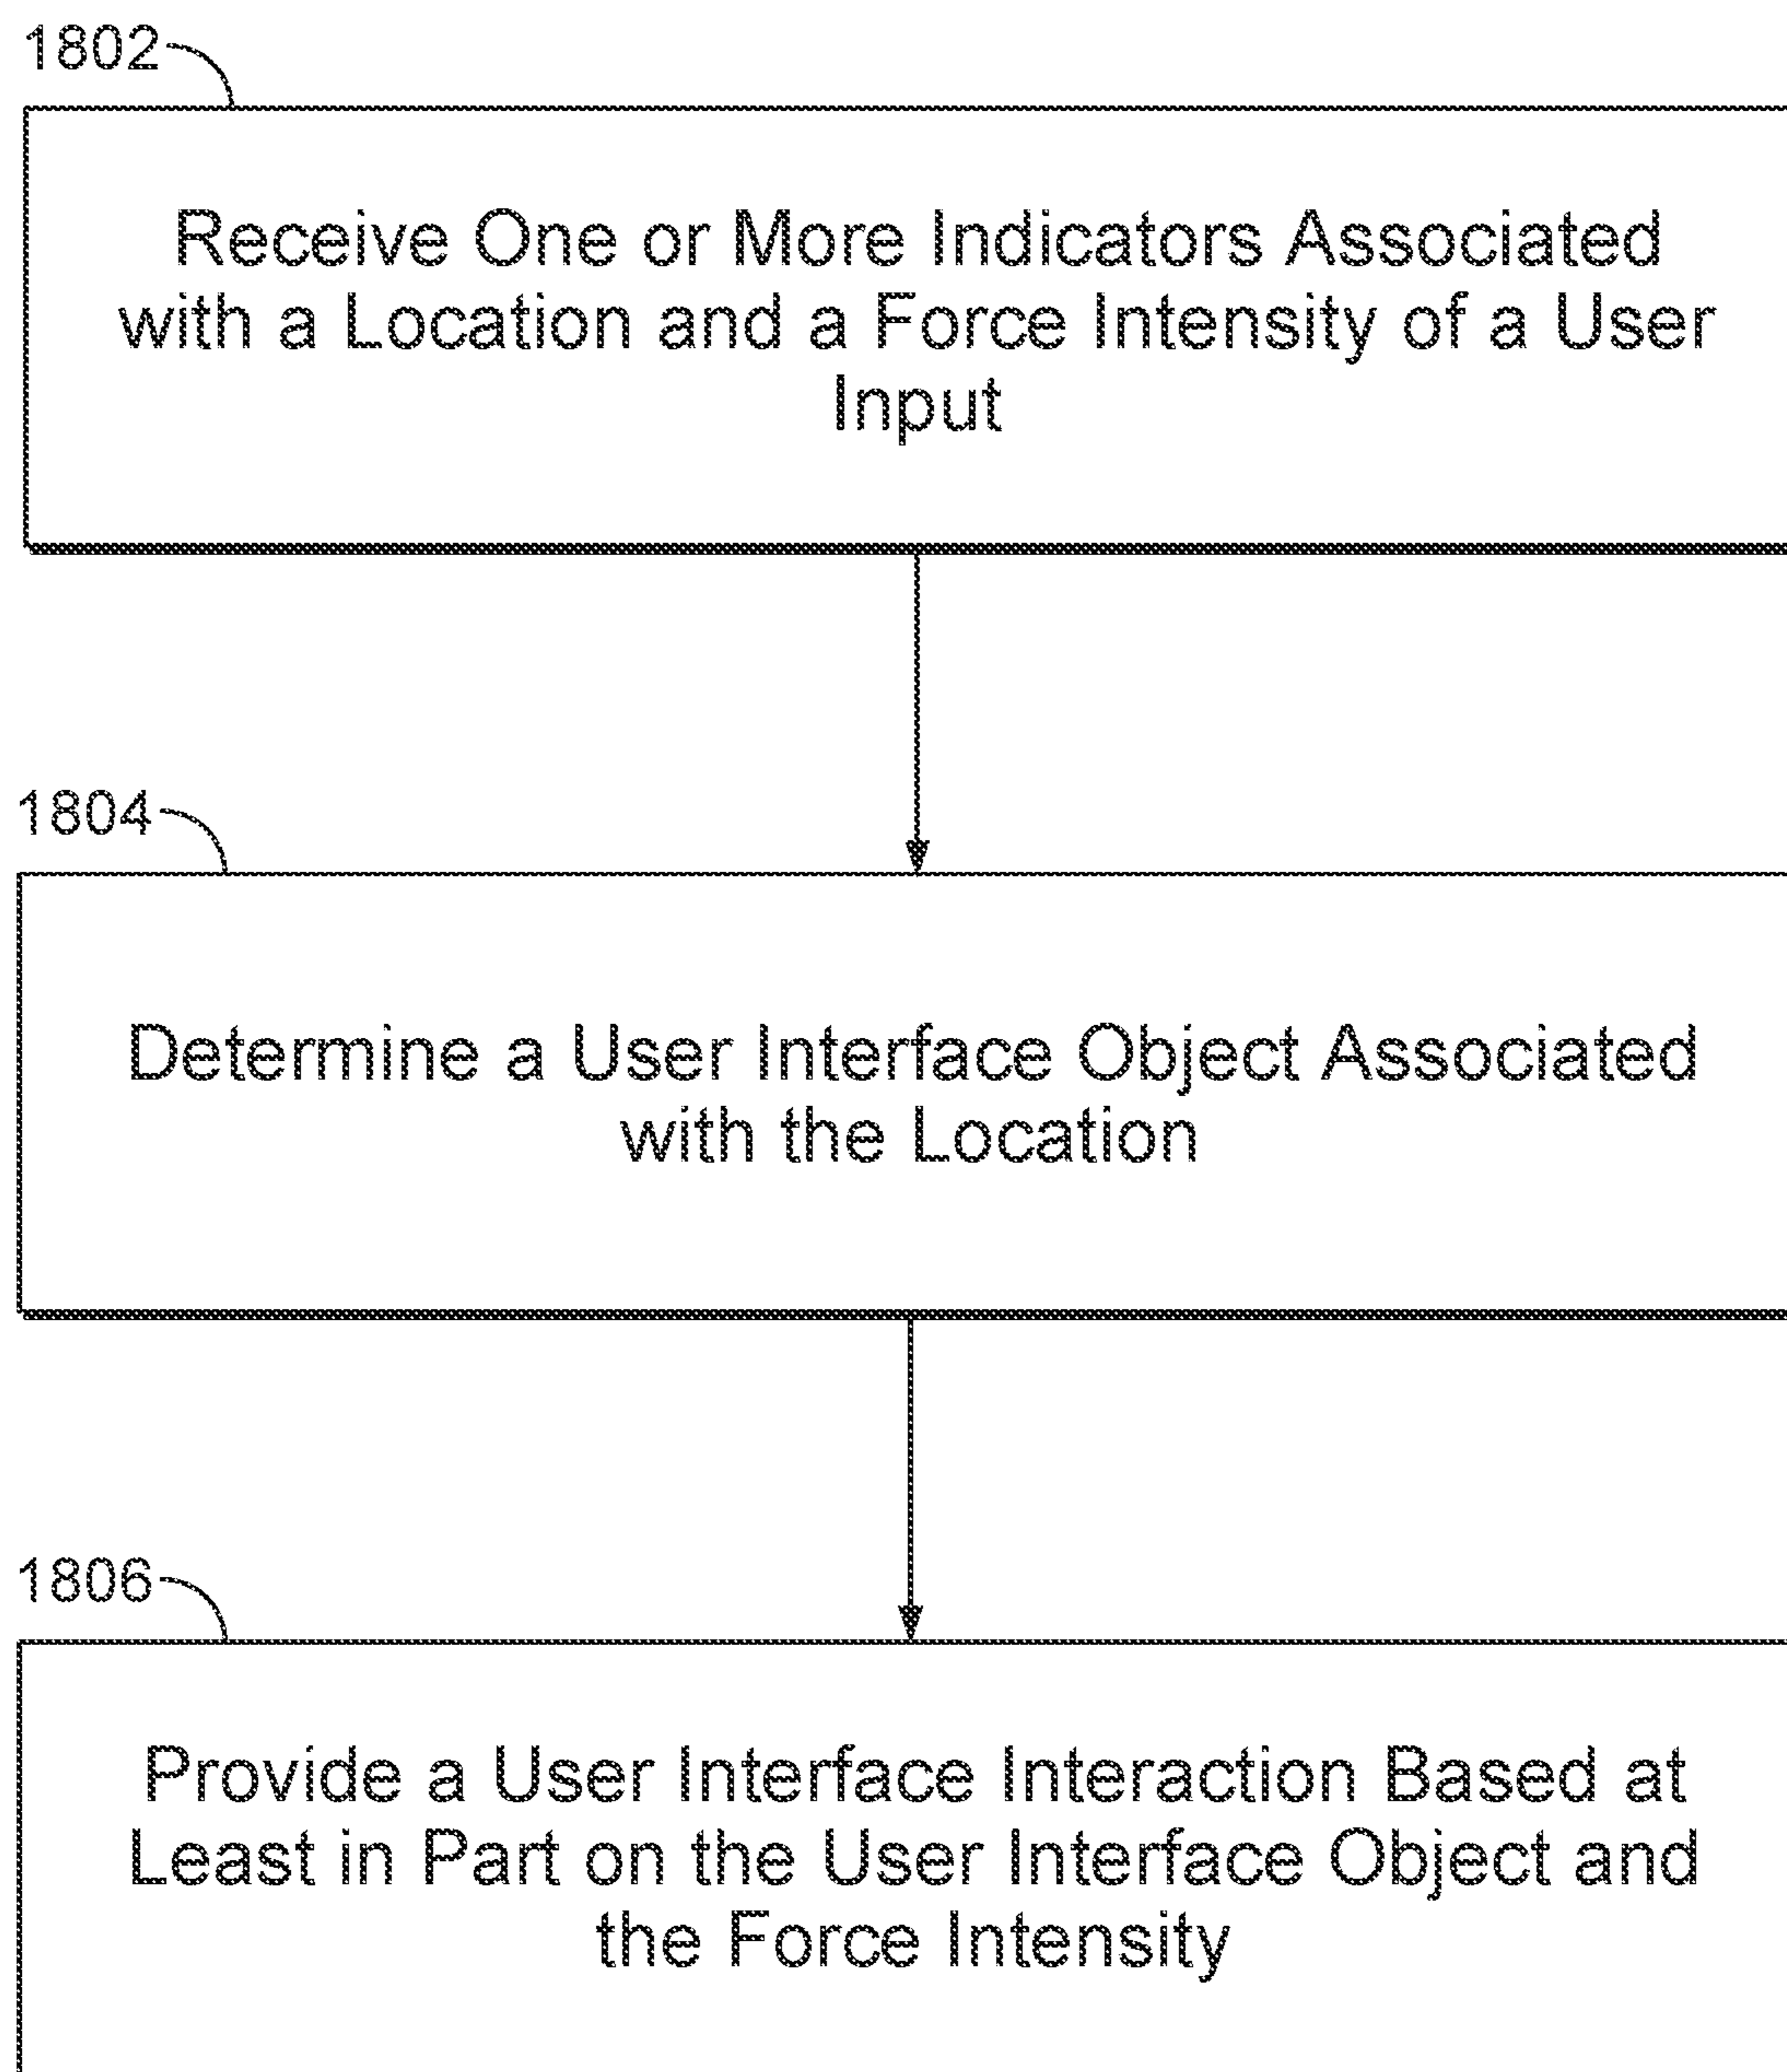 1802
Receive One or More Indicators Associated
with a Location and a Force Intensity of a User
Input
1804
Determine a User Interface Object Associated
with the Location
1806
Provide a User Interface Interaction Based at
Least in Part on the User Interface Object and
the Force Intensity